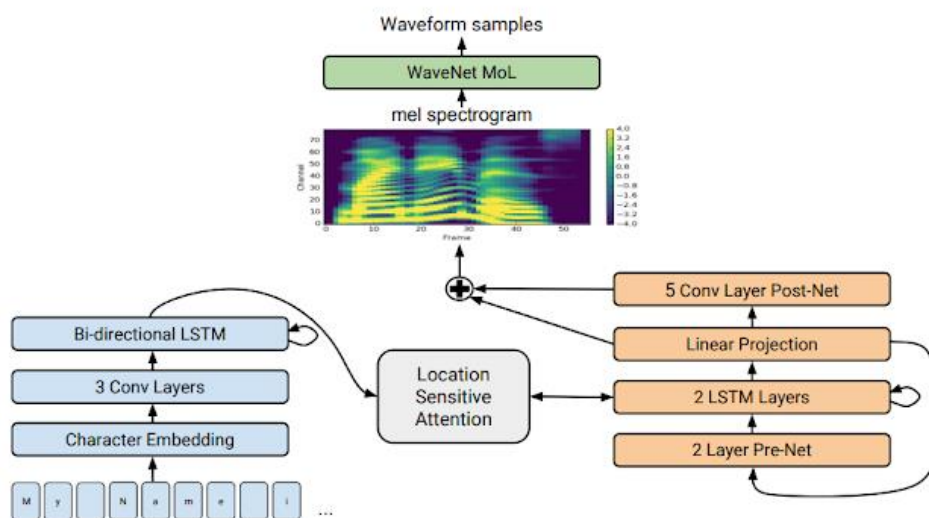 Waveform samples
WaveNet MoL
mel spectrogram
Channel
70
60
50
40
30
20
10
0
0 10 20 30 40 50
Frame
4.0
3.2
2.4
1.6
0.8
0.0
−0.8
−1.6
−2.4
−3.2
−4.0
Bi-directional LSTM
3 Conv Layers
Character Embedding
M y N a m e i ...
Location
Sensitive
Attention
5 Conv Layer Post-Net
Linear Projection
2 LSTM Layers
2 Layer Pre-Net